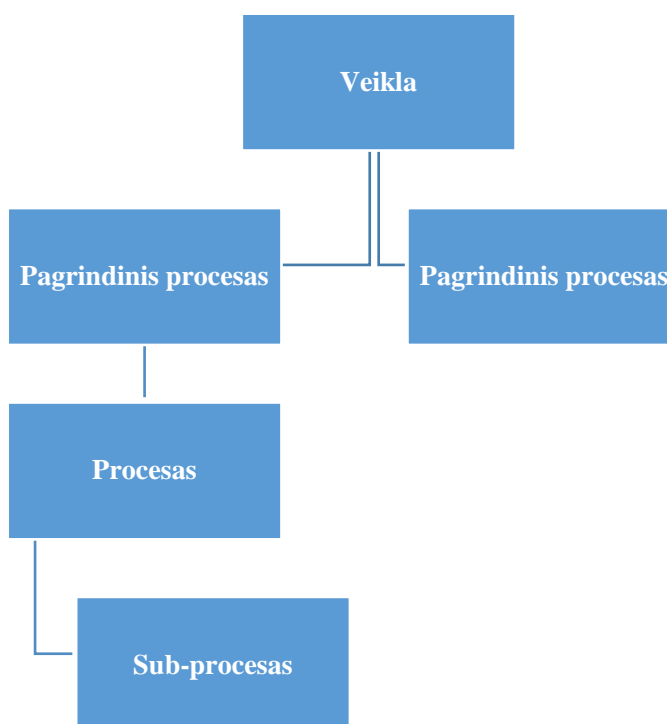 Veikla
Pagrindinis procesas
Pagrindinis procesas
Procesas
Sub-procesas